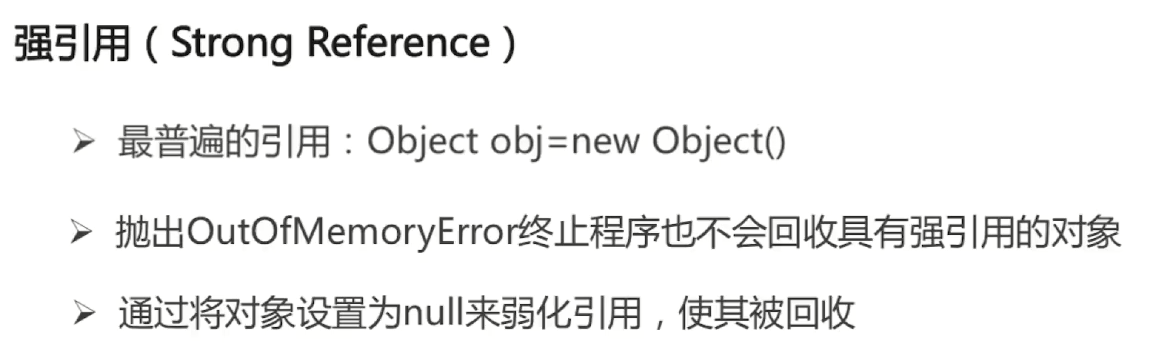 强引用（Strong Reference）
➢ 最普遍的引用：Object obj=new Object()
➢ 抛出OutOfMemoryError终止程序也不会回收具有强引用的对象
➢ 通过将对象设置为null来弱化引用，使其被回收